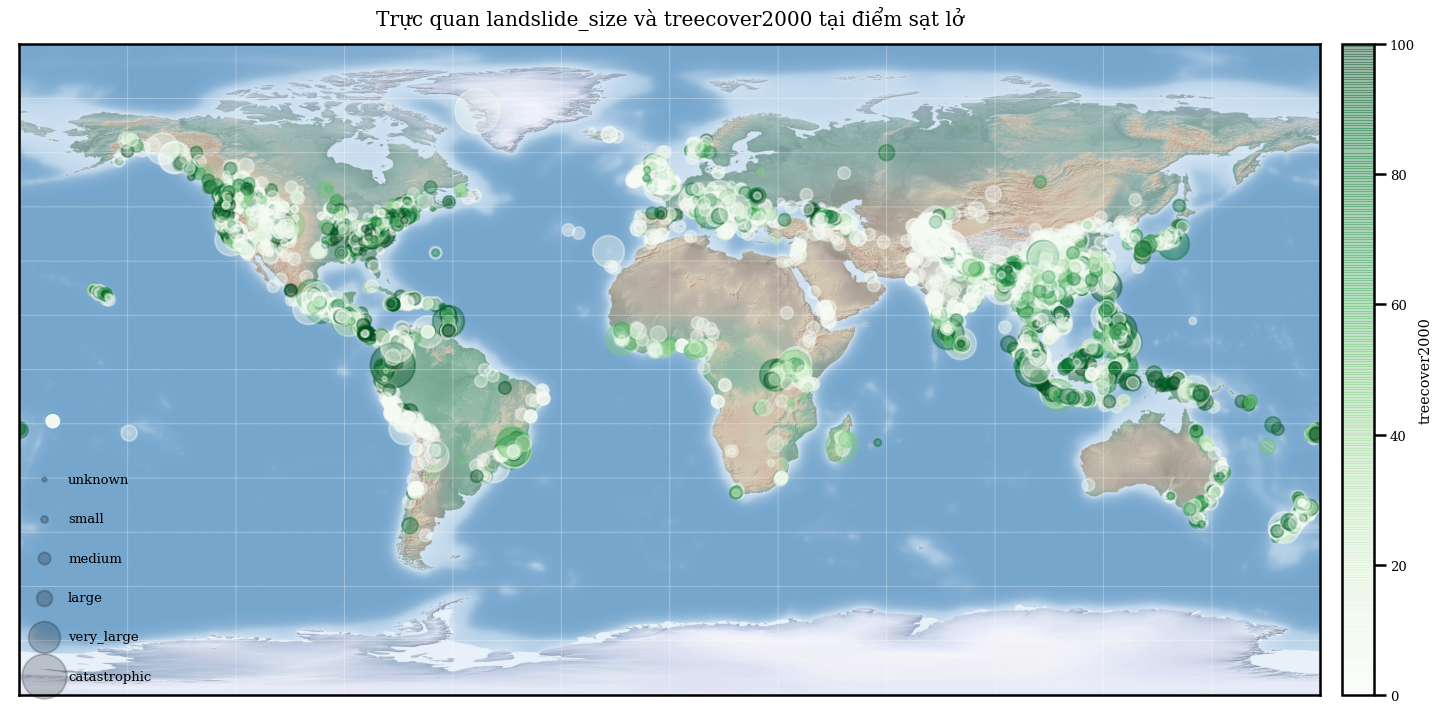 Trực quan landslide_size và treecover2000 tại điểm sạt lở
100
80
60
40
20
0
treecover2000
unknown
small
medium
large
very_large
catastrophic